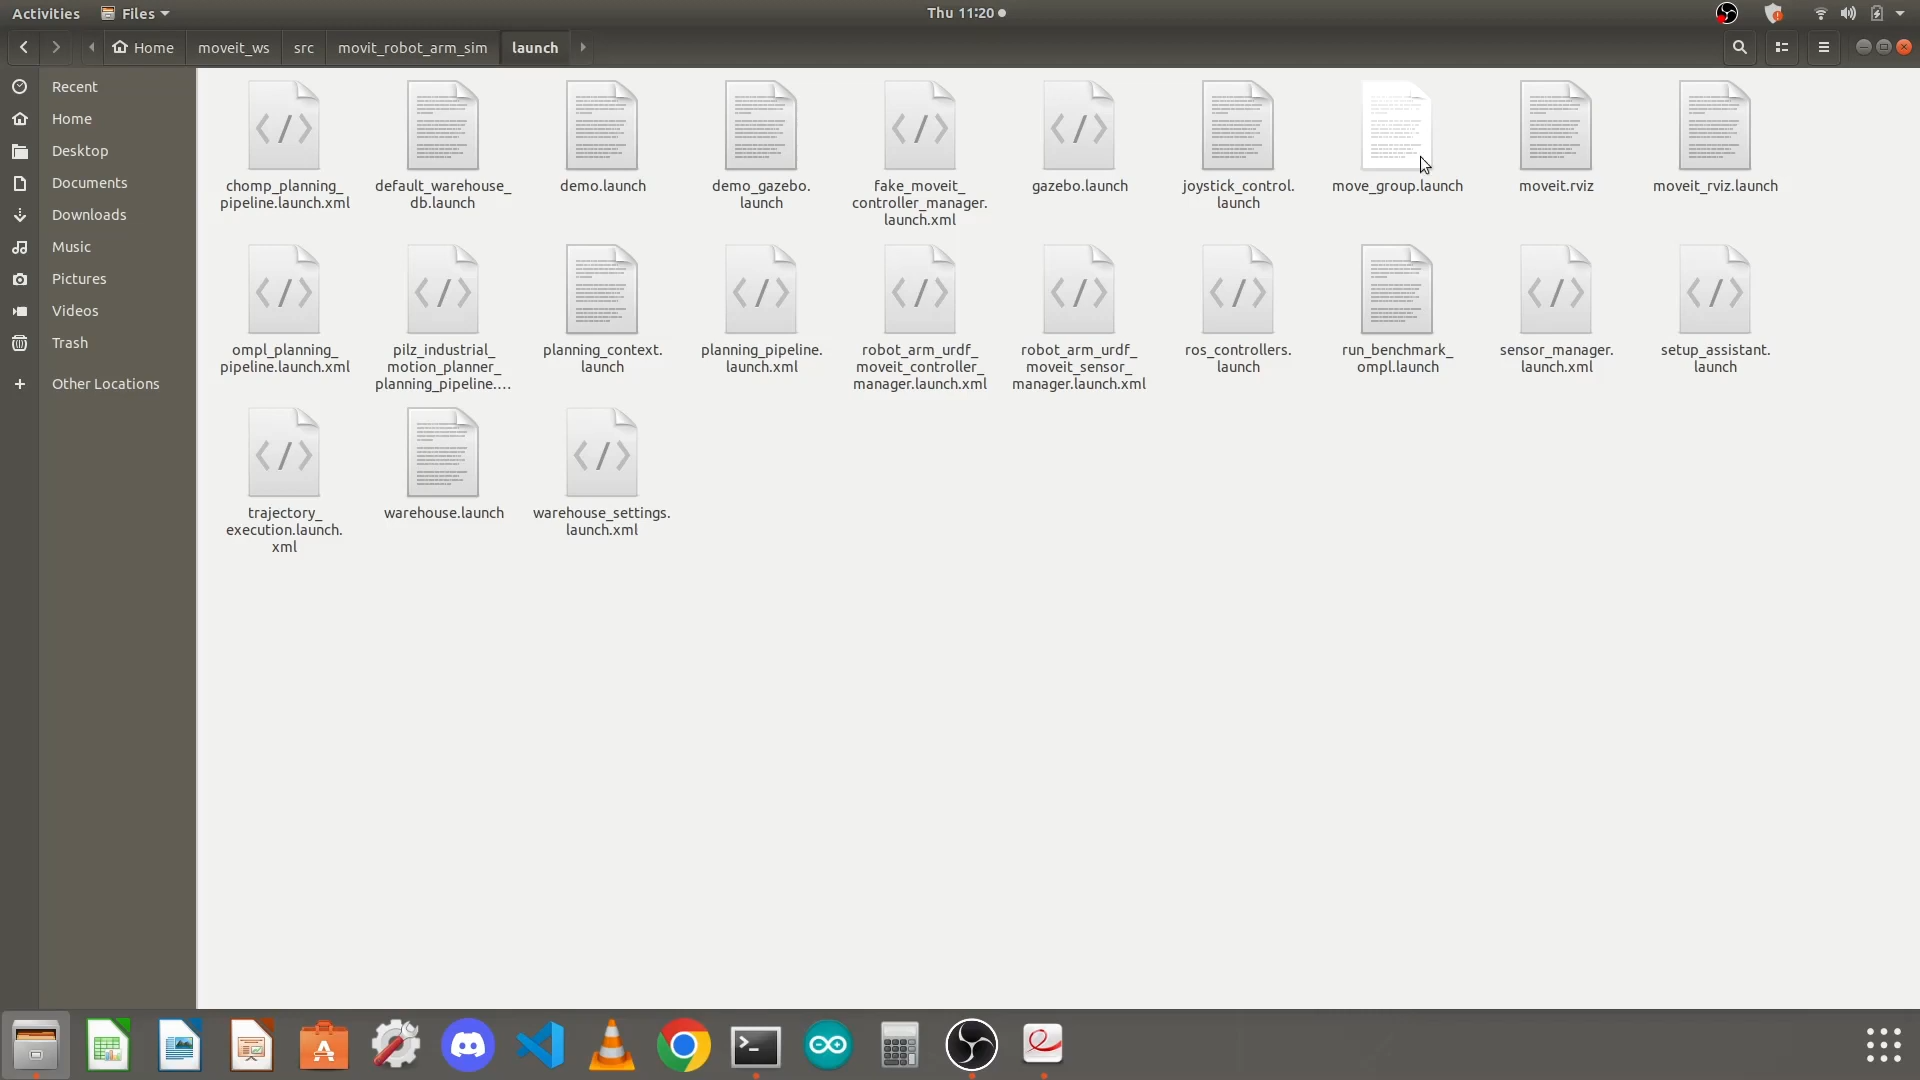 Activities
Files
Thu 11:20
Home
moveit_ws
src
movit_robot_arm_sim
launch
Recent
Home
Desktop
Documents
Downloads
Music
Pictures
Videos
Trash
Other Locations
chomp_planning_
pipeline.launch.xml
default_warehouse_
db.launch
demo.launch
demo_gazebo.
launch
fake_moveit_
controller_manager.
launch.xml
gazebo.launch
joystick_control.
launch
move_group.launch
moveit.rviz
moveit_rviz.launch
ompl_planning_
pipeline.launch.xml
pilz_industrial_
motion_planner_
planning_pipeline....
planning_context.
launch
planning_pipeline.
launch.xml
robot_arm_urdf_
moveit_controller_
manager.launch.xml
robot_arm_urdf_
moveit_sensor_
manager.launch.xml
ros_controllers.
launch
run_benchmark_
ompl.launch
sensor_manager.
launch.xml
setup_assistant.
launch
trajectory_
execution.launch.
xml
warehouse.launch
warehouse_settings.
launch.xml